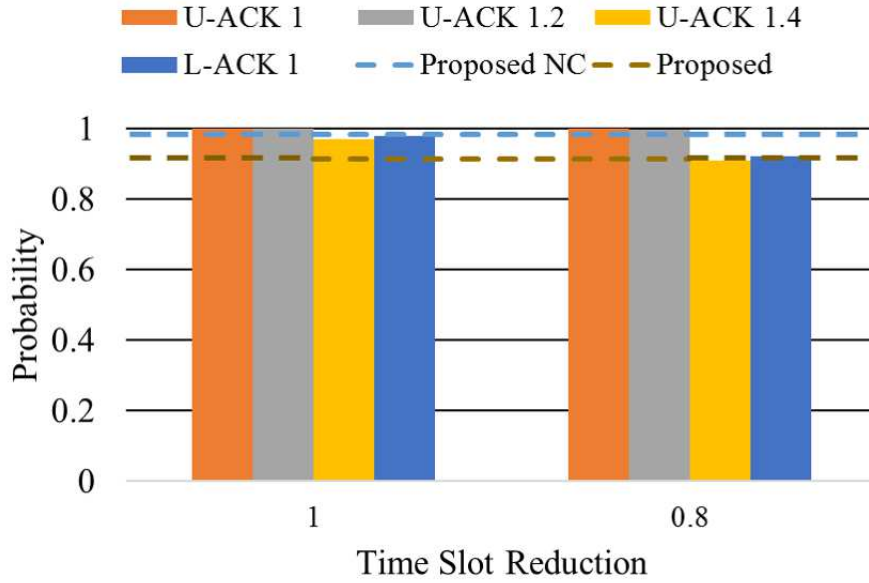 U-ACK 1 U-ACK 1.2 U-ACK 1.4
L-ACK 1 Proposed NC Proposed
1
0.8
0.6
0.4
0.2
0
Probability
1 0.8
Time Slot Reduction